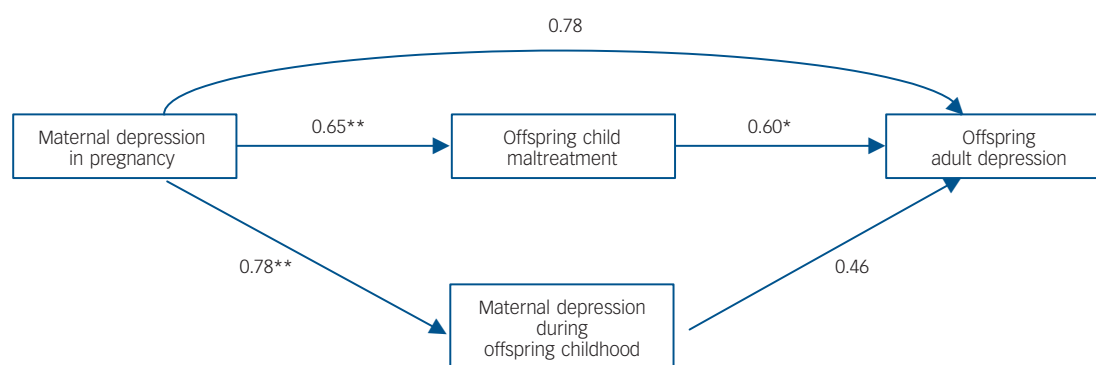 0.78
Maternal depression
in pregnancy
0.65**
Offspring child
maltreatment
0.60*
Offspring
adult depression
0.78**
0.46
Maternal depression
during
offspring childhood